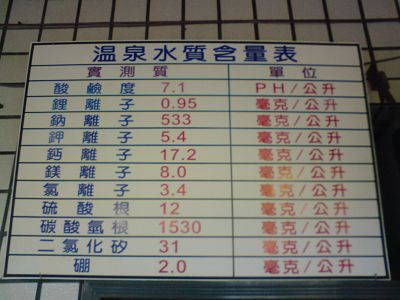 溫泉水質含量表
實測質 單位
酸鹼度 7.1 PH/公升
鋰離子 0.95 毫克/公升
鈉離子 533 毫克/公升
鉀離子 5.4 毫克/公升
鈣離子 17.2 毫克/公升
鎂離子 8.0 毫克/公升
氯離子 3.4 毫克/公升
硫酸根 12 毫克/公升
碳酸氫根 1530 毫克/公升
二氯化矽 31 毫克/公升
硼 2.0 毫克/公升